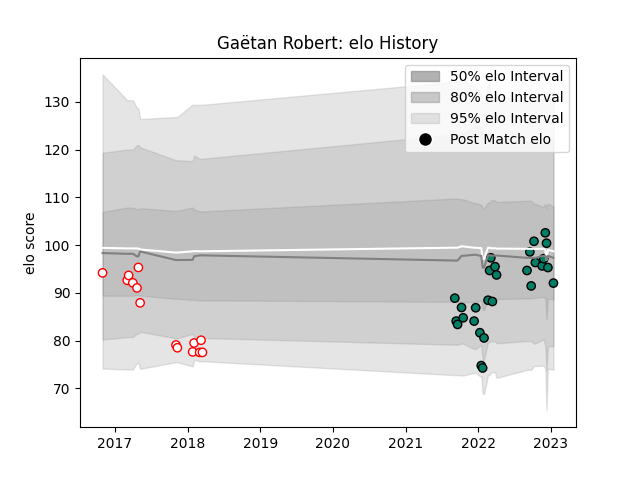 Gaëtan Robert: elo History
50% elo Interval
80% elo Interval
95% elo Interval
Post Match elo
elo score
130
120
110
100
90
80
70
2017
2018
2019
2020
2021
2022
2023